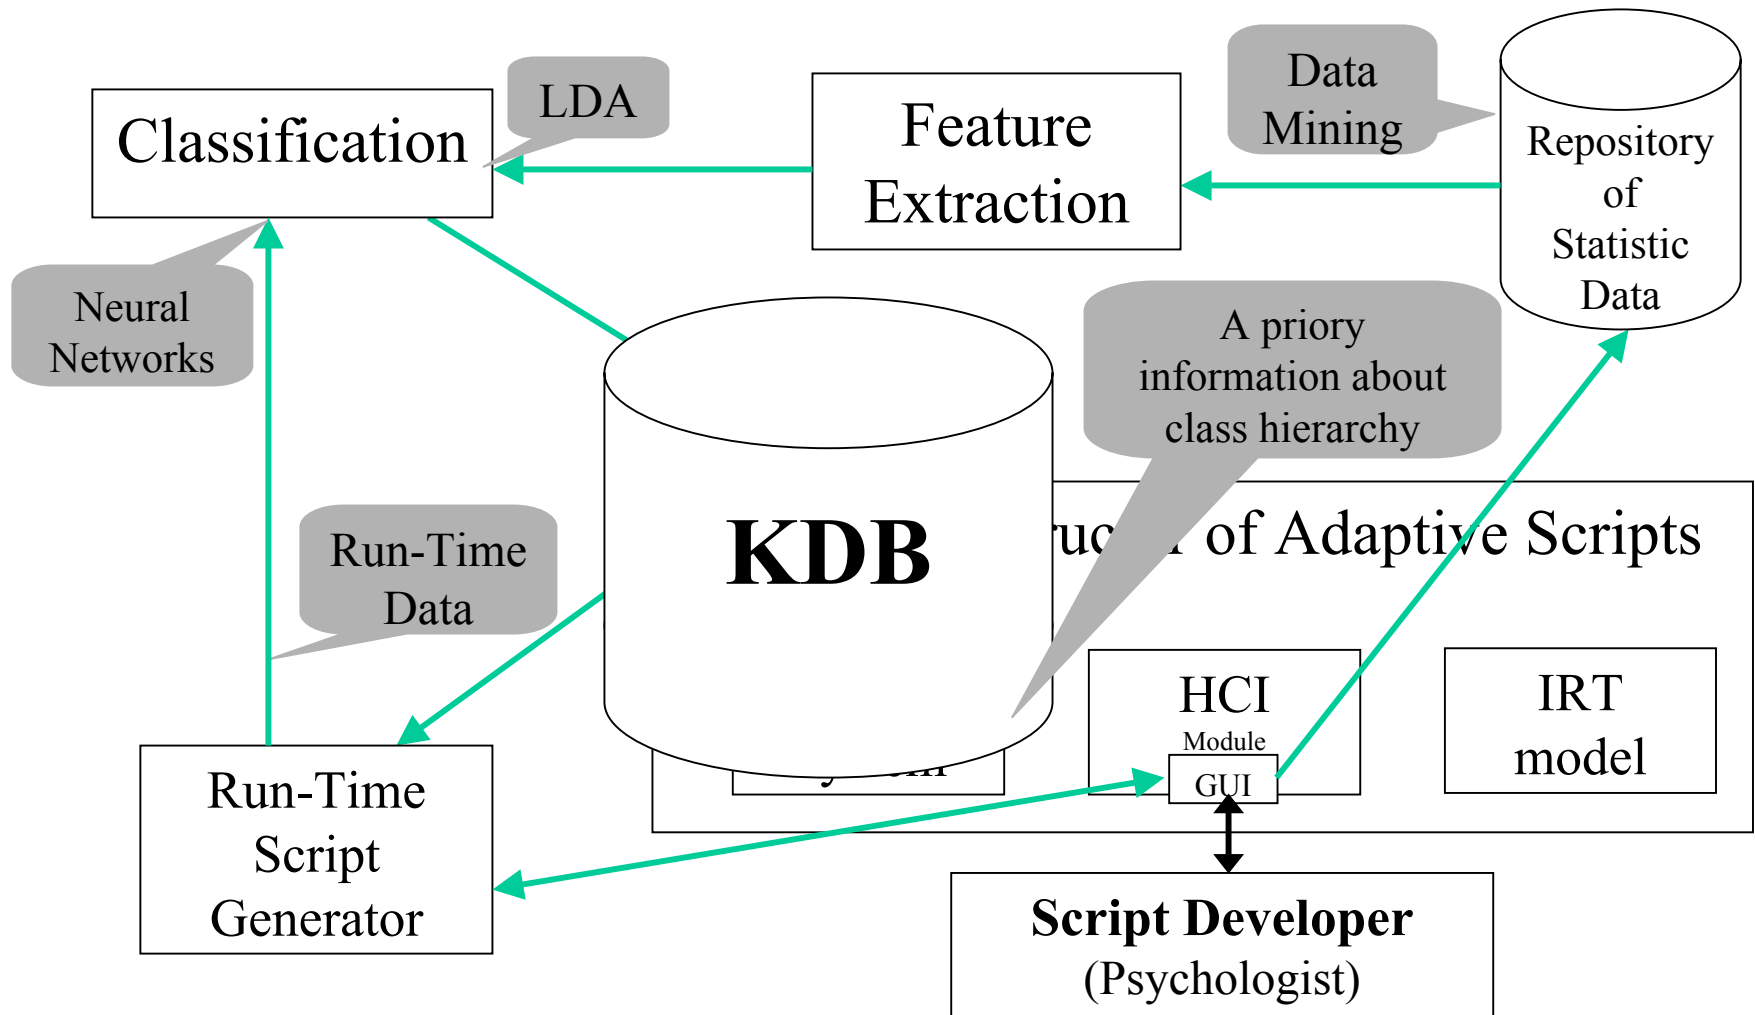 LDA
Classification
Feature
Extraction
Data
Mining
Repository
of
Statistic
Data
Neural
Networks
A priory
information about
class hierarchy
KDB
of Adaptive Scripts
Run-Time
Data
HCI
Module
GUI
IRT
model
Run-Time
Script
Generator
Script Developer
(Psychologist)